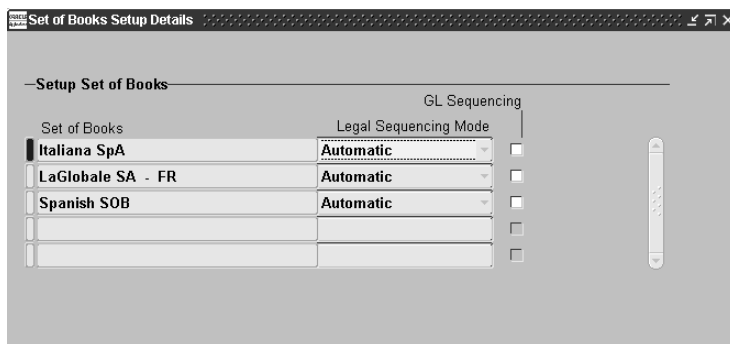 Set of Books Setup Details
Setup Set of Books
GL Sequencing
Set of Books Legal Sequencing Mode
Italiana SpA Automatic
LaGlobale SA - FR Automatic
Spanish SOB Automatic